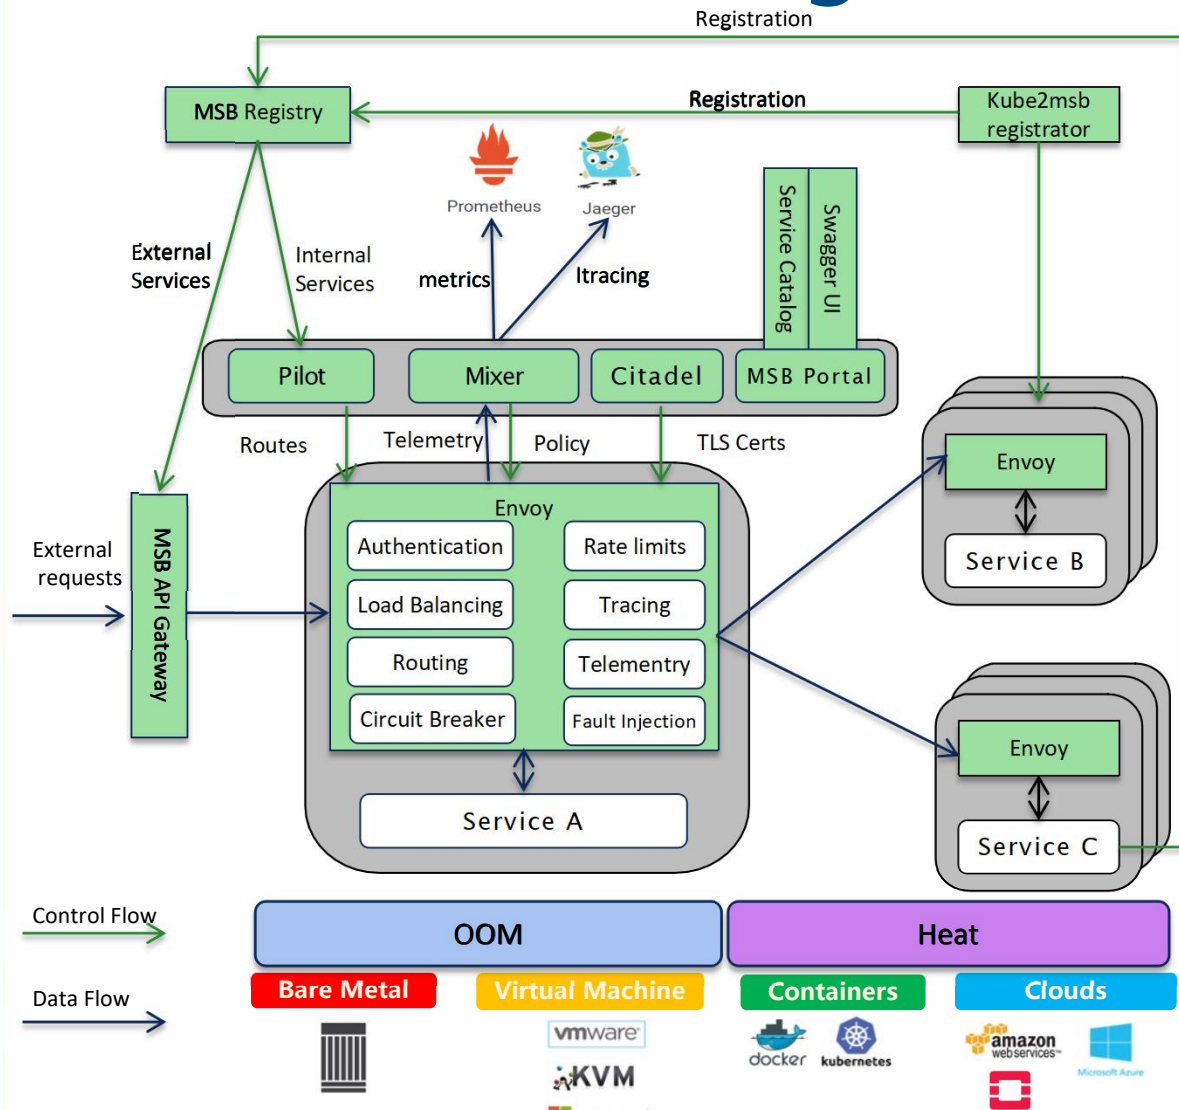 Registration
MSB Registry
Registration
Kube2msb
registrator
Prometheus
Jaeger
Service Catalog
Swagger UI
External
Services
Internal
Services
metrics
ltracing
Pilot
Mixer
Citadel
MSB Portal
Routes
Telemetry
Policy
TLS Certs
Envoy
Envoy
Authentication
Rate limits
External
requests
MSB API Gateway
Service B
Load Balancing
Tracing
Routing
Telementry
Circuit Breaker
Fault Injection
Envoy
Service A
Service C
Control Flow
OOM
Heat
Bare Metal
Virtual Machine
Containers
Clouds
Data Flow
vmware
docker
kubernetes
amazon
webservices™
Microsoft Azure
KVM